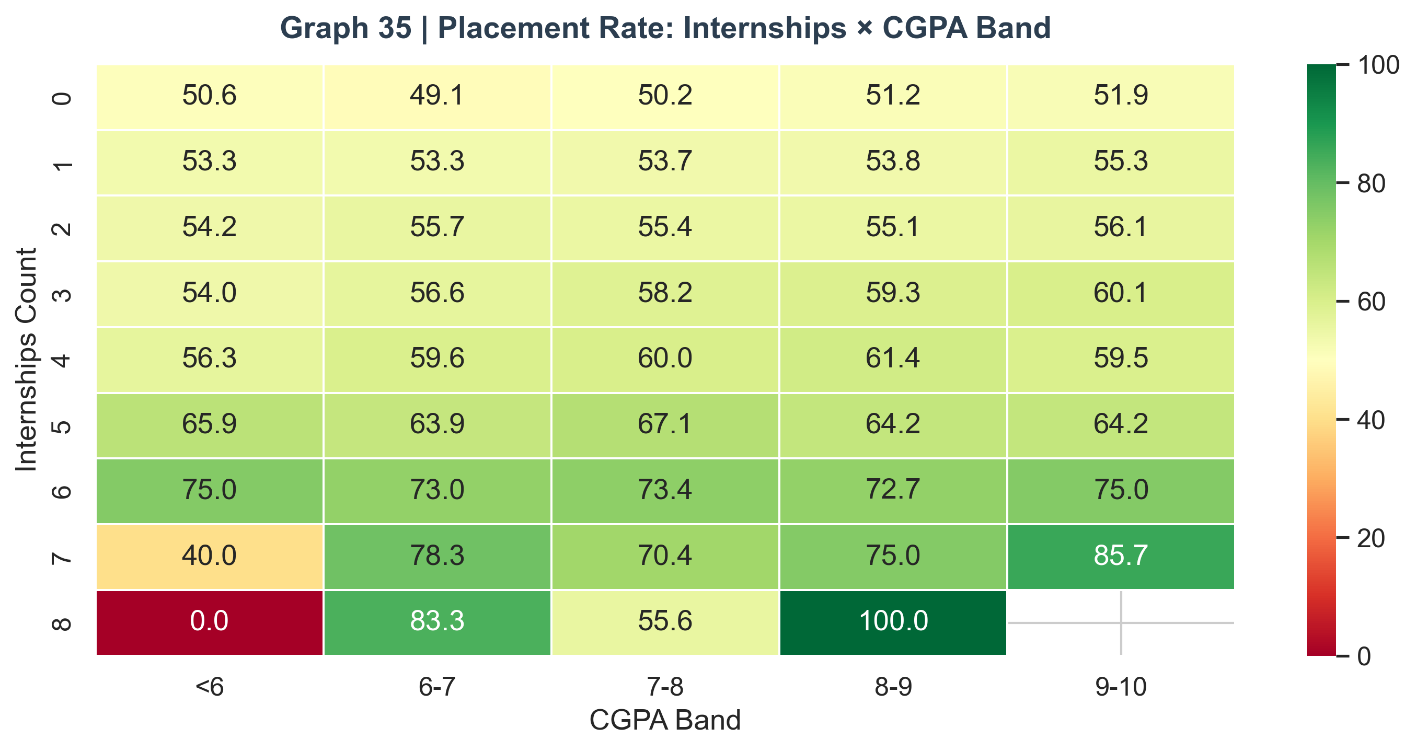 Graph 35 | Placement Rate: Internships × CGPA Band
Internships Count
0 50.6 49.1 50.2 51.2 51.9
1 53.3 53.3 53.7 53.8 55.3
2 54.2 55.7 55.4 55.1 56.1
3 54.0 56.6 58.2 59.3 60.1
4 56.3 59.6 60.0 61.4 59.5
5 65.9 63.9 67.1 64.2 64.2
6 75.0 73.0 73.4 72.7 75.0
7 40.0 78.3 70.4 75.0 85.7
8 0.0 83.3 55.6 100.0
<6 6-7 7-8 8-9 9-10
CGPA Band
100
80
60
40
20
0